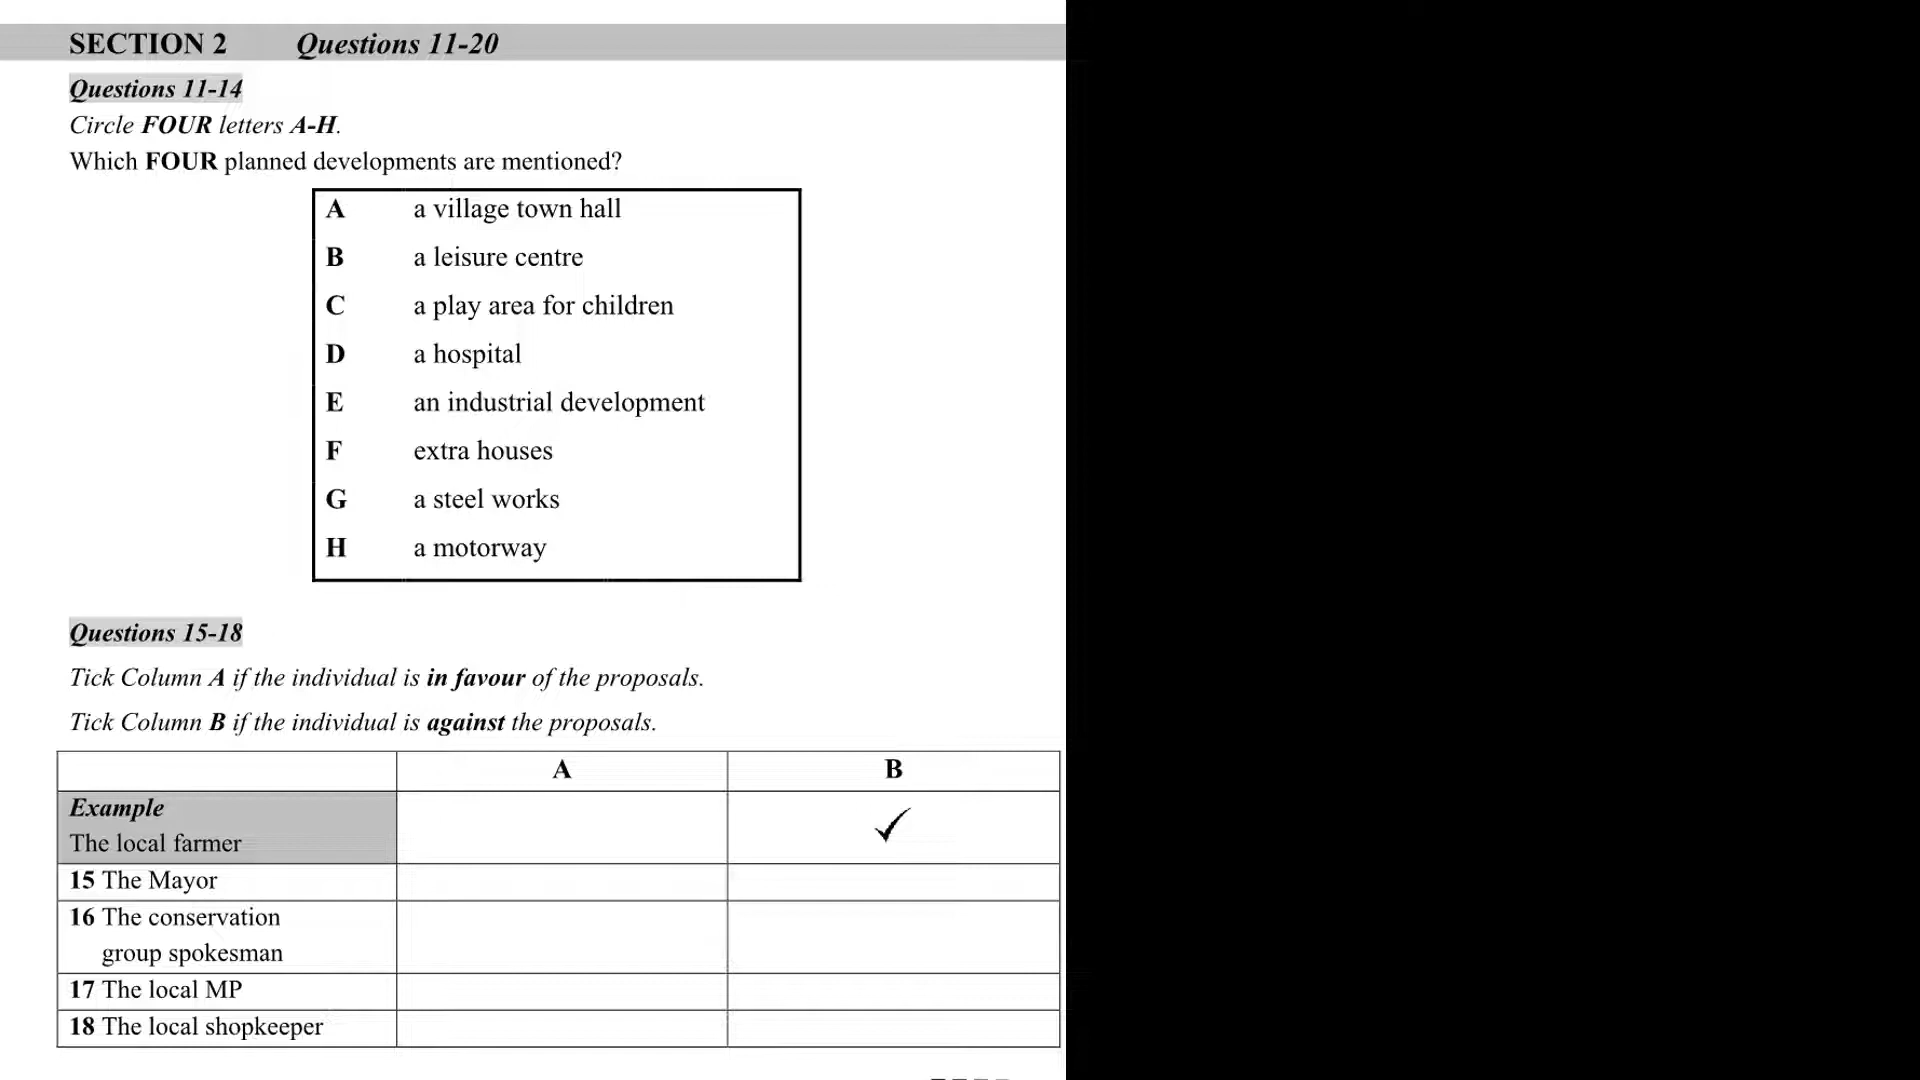 SECTION 2 Questions 11-20
Questions 11-14
Circle FOUR letters A-H.
Which FOUR planned developments are mentioned?
A a village town hall
B a leisure centre
C a play area for children
D a hospital
E an industrial development
F extra houses
G a steel works
H a motorway
Questions 15-18
Tick Column A if the individual is in favour of the proposals.
Tick Column B if the individual is against the proposals.
A B
Example
The local farmer ✓
15 The Mayor
16 The conservation
group spokesman
17 The local MP
18 The local shopkeeper